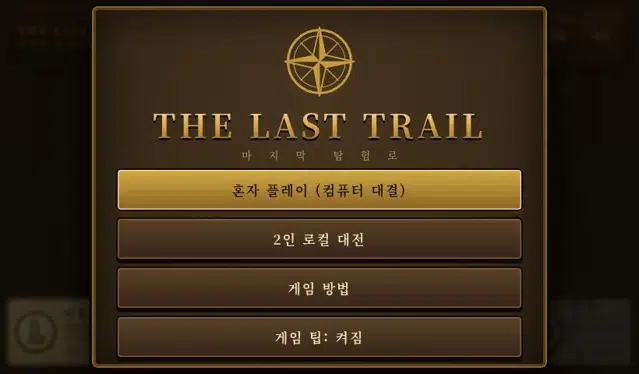 THE LAST TRAIL
마지막 탐험로
혼자 플레이 (컴퓨터 대결)
2인 로컬 대전
게임 방법
게임 팁: 켜짐